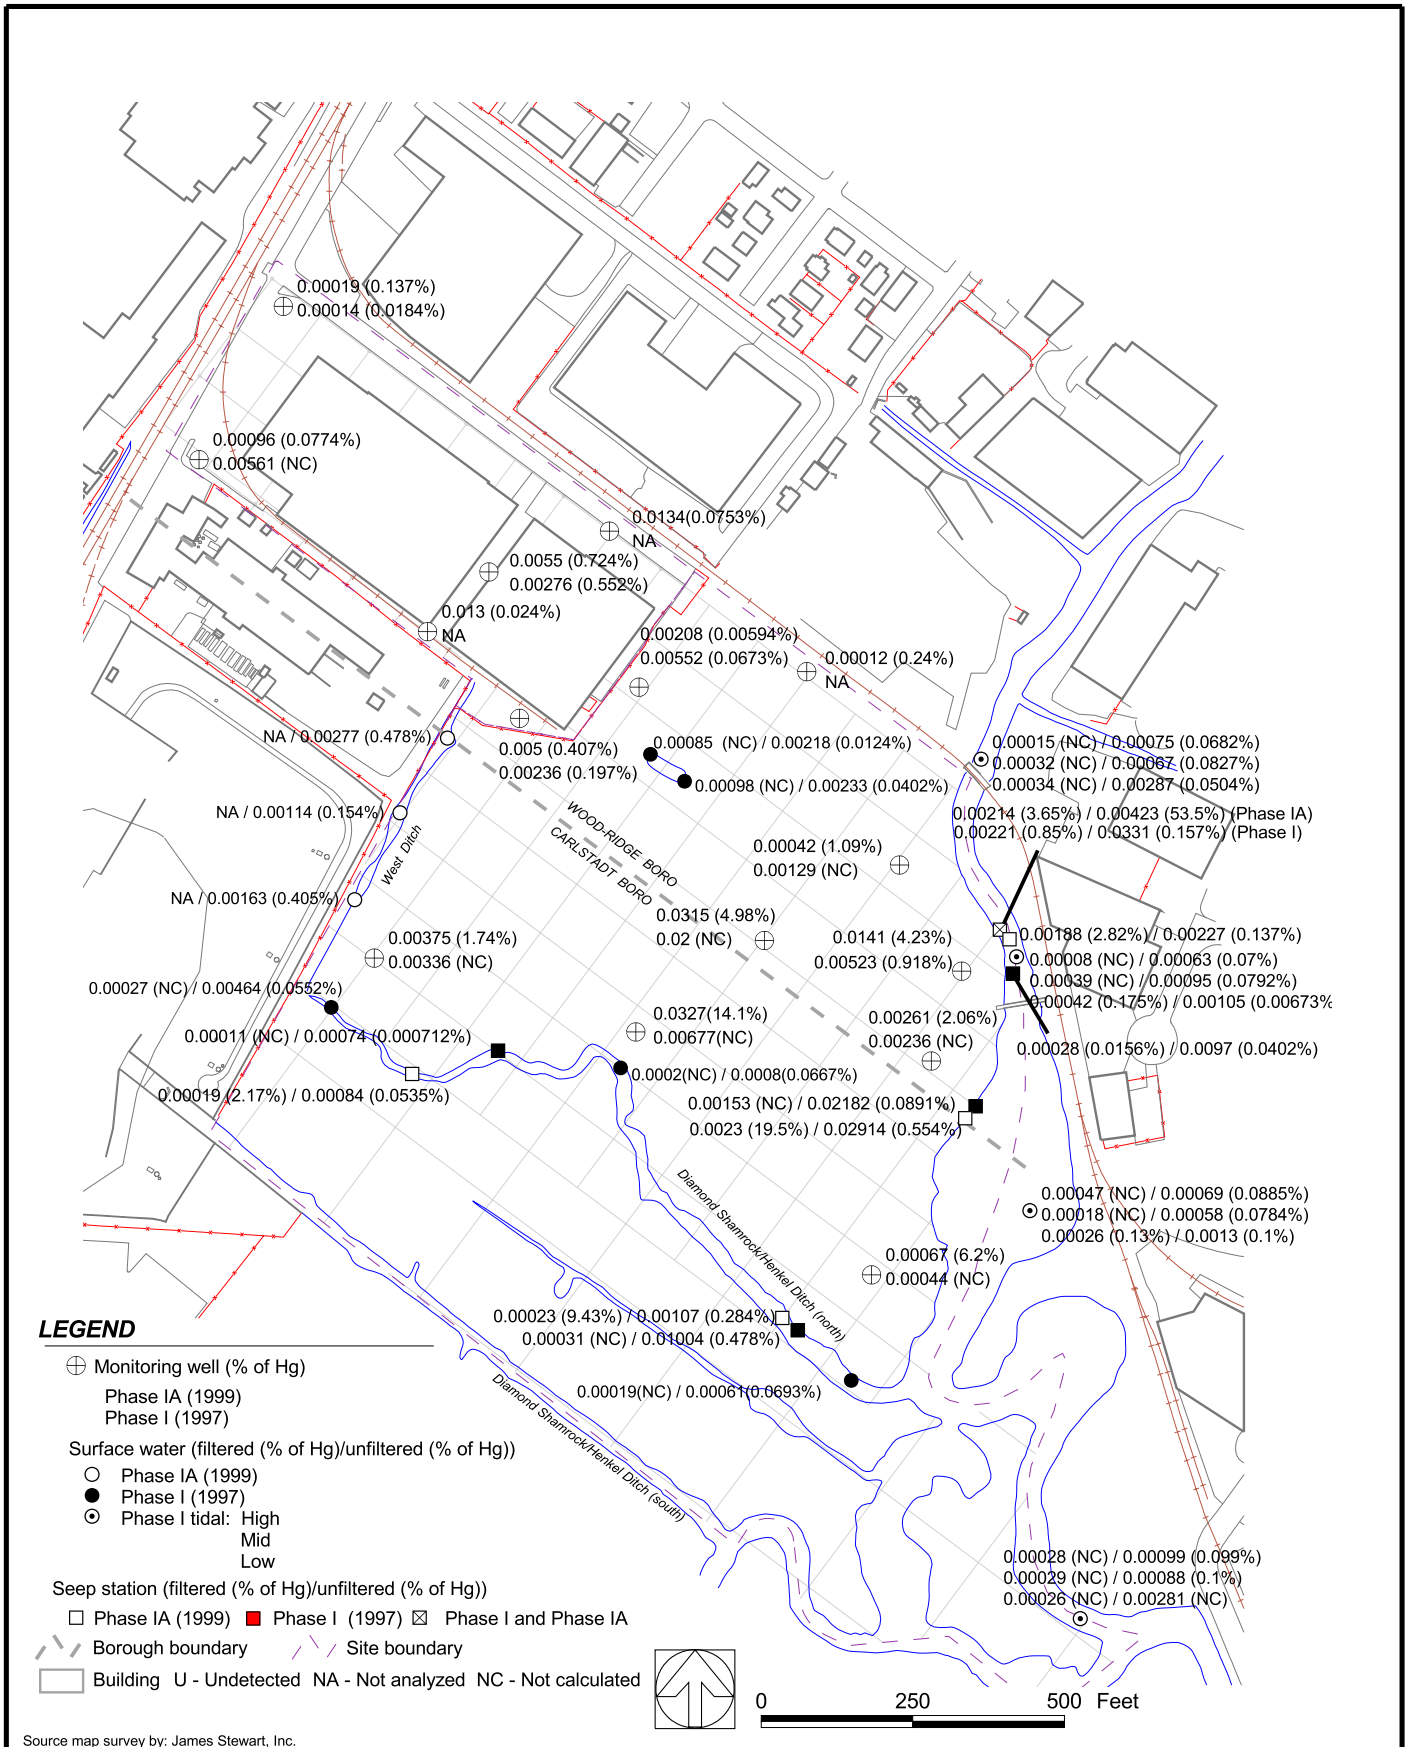 0.00019 (0.137%)
0.00014 (0.0184%)
0.00096 (0.0774%)
0.00561 (NC)
0.0134(0.0753%)
NA
0.0055 (0.724%)
0.00276 (0.552%)
0.013 (0.024%)
NA
0.00208 (0.00594%)
0.00552 (0.0673%)
0.00012 (0.24%)
NA
NA / 0.00277 (0.478%)
0.005 (0.407%)
0.00236 (0.197%)
0.00085 (NC) / 0.00218 (0.0124%)
0.00098 (NC) / 0.00233 (0.0402%)
0.00015 (NC) / 0.00075 (0.0682%)
0.00032 (NC) / 0.00067 (0.0827%)
0.00034 (NC) / 0.00287 (0.0504%)
0.00214 (3.65%) / 0.00423 (53.5%) (Phase IA)
0.00221 (0.85%) / 0.0331 (0.157%) (Phase I)
NA / 0.00114 (0.154%)
West Ditch
WOOD-RIDGE BORO
CARLSTADT BORO
0.00042 (1.09%)
0.00129 (NC)
NA / 0.00163 (0.405%)
0.0315 (4.98%)
0.02 (NC)
0.00375 (1.74%)
0.00336 (NC)
0.0141 (4.23%)
0.00523 (0.918%)
0.00188 (2.82%) / 0.00227 (0.137%)
0.00008 (NC) / 0.00063 (0.07%)
0.00039 (NC) / 0.00095 (0.0792%)
0.00042 (0.175%) / 0.00105 (0.00673%
0.00028 (0.0156%) / 0.0097 (0.0402%)
0.00027 (NC) / 0.00464 (0.0552%)
0.00011 (NC) / 0.00074 (0.000712%)
0.00019 (2.17%) / 0.00084 (0.0535%)
0.0327(14.1%)
0.00677(NC)
0.00261 (2.06%)
0.00236 (NC)
0.0002(NC) / 0.0008(0.0667%)
0.00153 (NC) / 0.02182 (0.0891%)
0.0023 (19.5%) / 0.02914 (0.554%)
Diamond Shamrock/Henkel Ditch (north)
0.00047 (NC) / 0.00069 (0.0885%)
0.00018 (NC) / 0.00058 (0.0784%)
0.00026 (0.13%) / 0.0013 (0.1%)
0.00067 (6.2%)
0.00044 (NC)
0.00023 (9.43%) / 0.00107 (0.284%)
0.00031 (NC) / 0.01004 (0.478%)
0.00019(NC) / 0.00061(0.0693%)
Diamond Shamrock/Henkel Ditch (south)
0.00028 (NC) / 0.00099 (0.099%)
0.00029 (NC) / 0.00088 (0.1%)
0.00026 (NC) / 0.00281 (NC)
LEGEND
Monitoring well (% of Hg)
Phase IA (1999)
Phase I (1997)
Surface water (filtered (% of Hg)/unfiltered (% of Hg))
Phase IA (1999)
Phase I (1997)
Phase I tidal: High
Mid
Low
Seep station (filtered (% of Hg)/unfiltered (% of Hg))
Phase IA (1999) Phase I (1997) Phase I and Phase IA
Borough boundary Site boundary
Building U - Undetected NA - Not analyzed NC - Not calculated
0 250 500 Feet
Source map survey by: James Stewart, Inc.